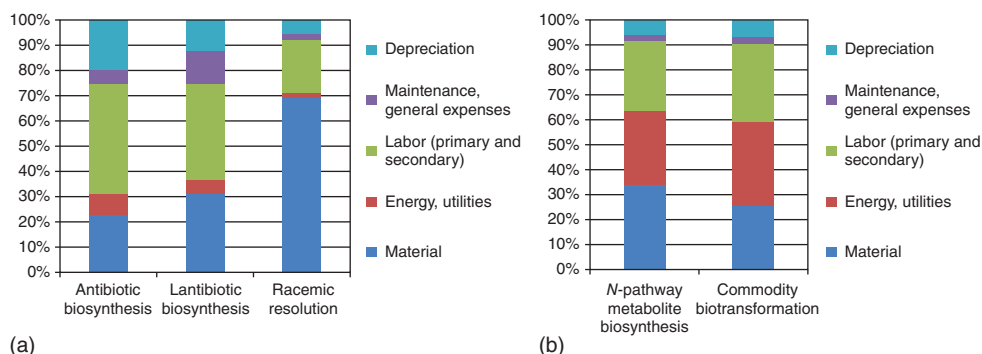 100%
90%
80%
70%
60%
50%
40%
30%
20%
10%
0%
Antibiotic
biosynthesis
Lantibiotic
biosynthesis
Racemic
resolution
Depreciation
Maintenance,
general expenses
Labor (primary and
secondary)
Energy, utilities
Material
(a)
100%
90%
80%
70%
60%
50%
40%
30%
20%
10%
0%
N-pathway
metabolite
biosynthesis
Commodity
biotransformation
Depreciation
Maintenance,
general expenses
Labor (primary and
secondary)
Energy, utilities
Material
(b)